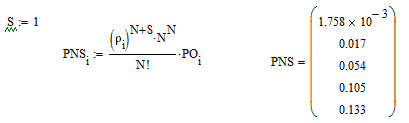 S := 1
PNS_i := (ρ_i)^(N+S) · N^N / N! · PO_i
PNS = (1.758 × 10^-3
0.017
0.054
0.105
0.133)